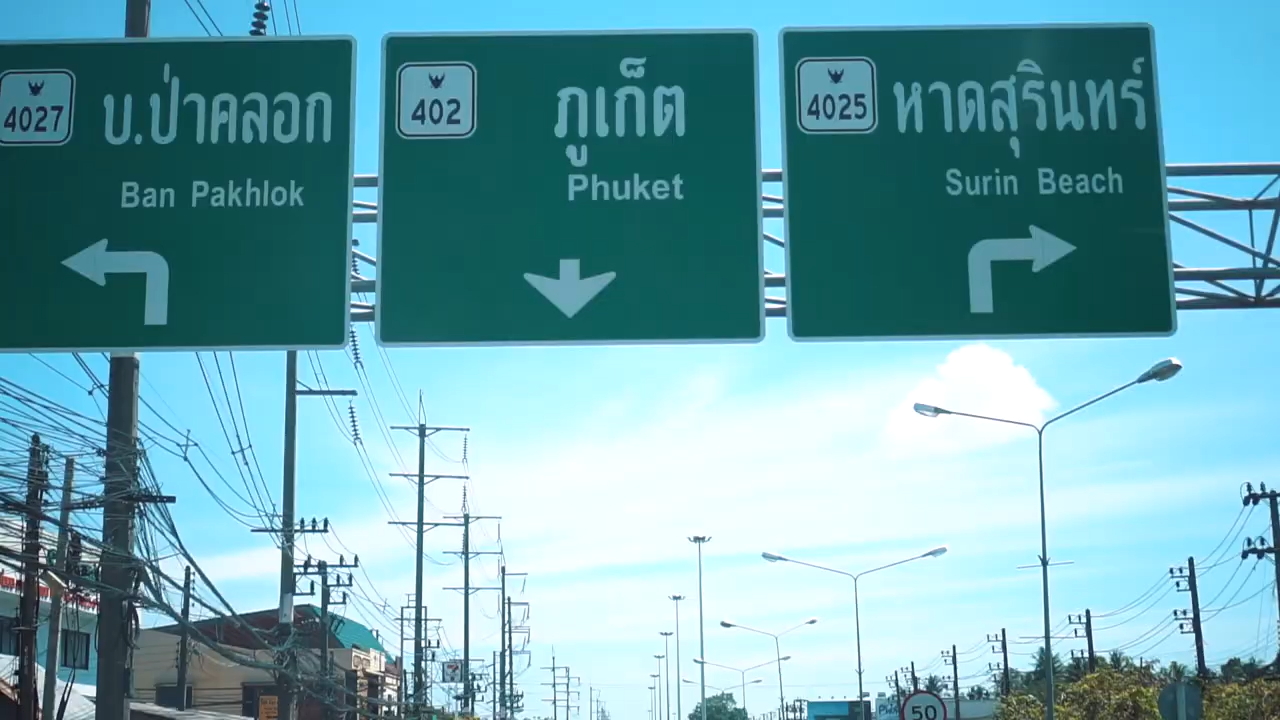 4027
บ.ป่าคลอก
Ban Pakhlok
402
ภูเก็ต
Phuket
4025
หาดสุรินทร์
Surin Beach
50